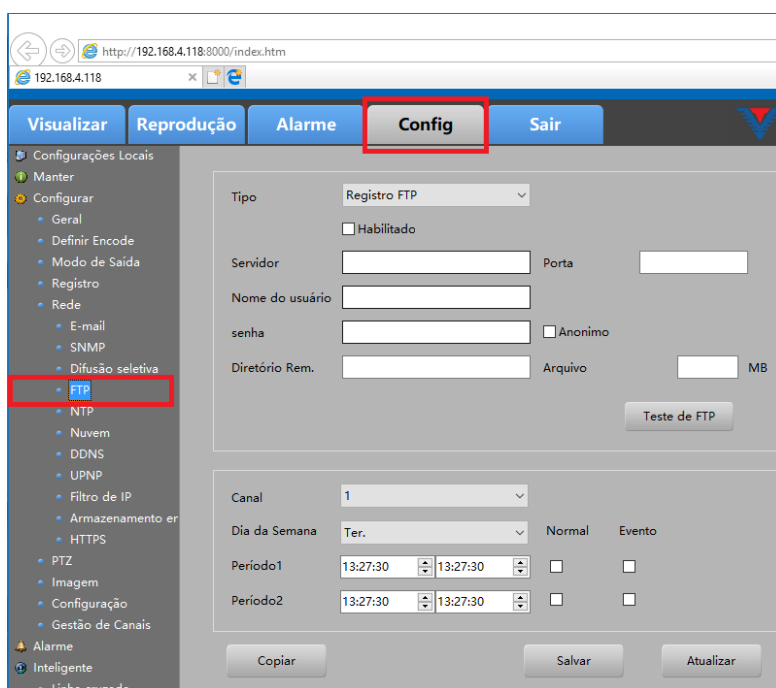 http://192.168.4.118:8000/index.htm
192.168.4.118
Visualizar Reprodução Alarme Config Sair
Configurações Locais
Manter
Configurar
Geral
Definir Encode
Modo de Saída
Registro
Rede
E-mail
SNMP
Difusão seletiva
FTP
NTP
Nuvem
DDNS
UPNP
Filtro de IP
Armazenamento er
HTTPS
PTZ
Imagem
Configuração
Gestão de Canais
Alarme
Inteligente
Tipo Registro FTP
Habilitado
Servidor Porta
Nome do usuário
senha Anonimo
Diretório Rem. Arquivo MB
Teste de FTP
Canal 1
Dia da Semana Ter. Normal Evento
Período1 13:27:30 13:27:30
Período2 13:27:30 13:27:30
Copiar Salvar Atualizar